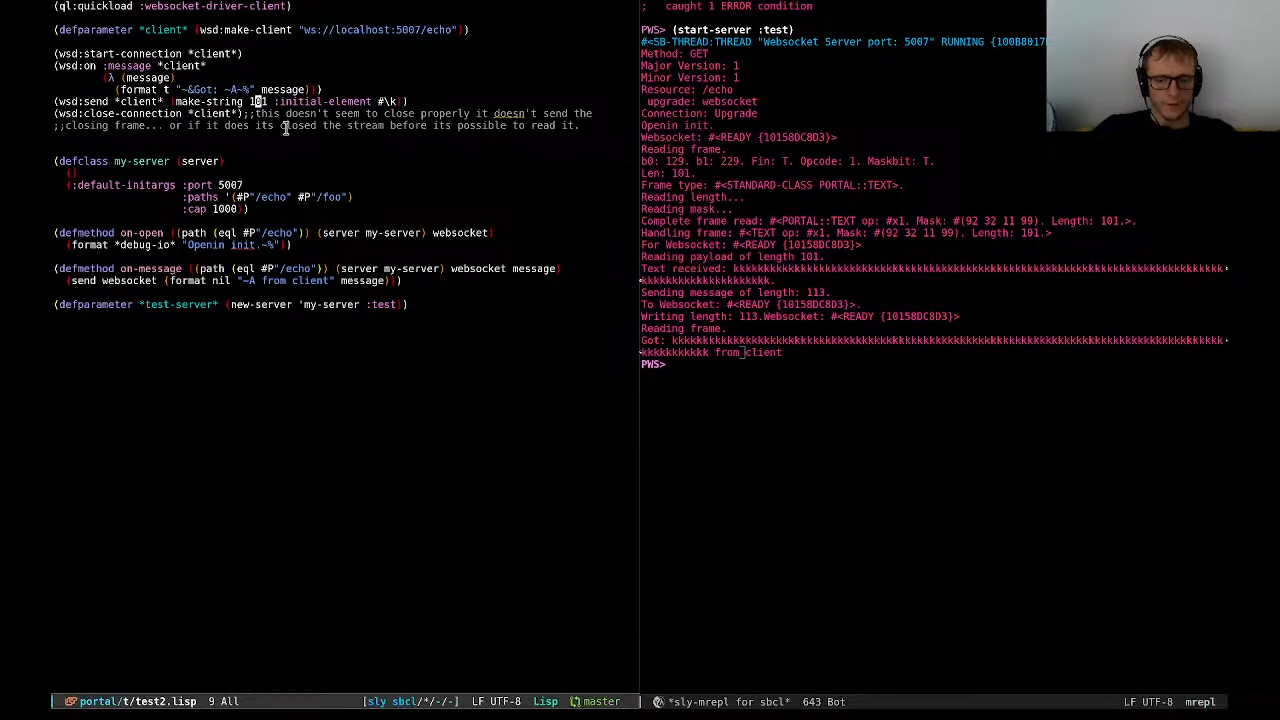 (ql:quickload :websocket-driver-client)
(defparameter *client* (wsd:make-client "ws://localhost:5007/echo"))
(wsd:start-connection *client*)
(wsd:on :message *client*
(λ (message)
(format t "~&Got: ~A~%" message)))
(wsd:send *client* (make-string 101 :initial-element #\k))
(wsd:close-connection *client*);;this doesn't seem to close properly it doesn't send the
;;closing frame... or if it does its closed the stream before its possible to read it.
(defclass my-server (server)
()
(:default-initargs :port 5007
:paths '(#P"/echo" #P"/foo")
:cap 1000))
(defmethod on-open ((path (eql #P"/echo")) (server my-server) websocket)
(format *debug-io* "Openin init.~%"))
(defmethod on-message ((path (eql #P"/echo")) (server my-server) websocket message)
(send websocket (format nil "~A from client" message)))
(defparameter *test-server* (new-server 'my-server :test))
portal/t/test2.lisp 9 All [sly sbcl/*/-/-] LF UTF-8 Lisp master
; caught 1 ERROR condition
PWS> (start-server :test)
#<SB-THREAD:THREAD "Websocket Server port: 5007" RUNNING {100B8017
Method: GET
Major Version: 1
Minor Version: 1
Resource: /echo
upgrade: websocket
Connection: Upgrade
Openin init.
Websocket: #<READY {10158DC8D3}>
Reading frame.
b0: 129. b1: 229. Fin: T. Opcode: 1. Maskbit: T.
Len: 101.
Frame type: #<STANDARD-CLASS PORTAL::TEXT>.
Reading length...
Reading mask...
Complete frame read: #<PORTAL::TEXT op: #x1. Mask: #(92 32 11 99). Length: 101.>.
Handling frame: #<TEXT op: #x1. Mask: #(92 32 11 99). Length: 101.>
For Websocket: #<READY {10158DC8D3}>
Reading payload of length 101.
Text received: kkkkkkkkkkkkkkkkkkkkkkkkkkkkkkkkkkkkkkkkkkkkkkkkkkkkkkkkkkkkkkkkkkkkkkkkkkkkkkkk
kkkkkkkkkkkkkkkkkkkkk.
Sending message of length: 113.
To Websocket: #<READY {10158DC8D3}>.
Writing length: 113.Websocket: #<READY {10158DC8D3}>
Reading frame.
Got: kkkkkkkkkkkkkkkkkkkkkkkkkkkkkkkkkkkkkkkkkkkkkkkkkkkkkkkkkkkkkkkkkkkkkkkkkkkkkkkkkkkkkkkkkk
kkkkkkkkkkk from client
PWS>
*sly-mrepl for sbcl* 643 Bot LF UTF-8 mrepl